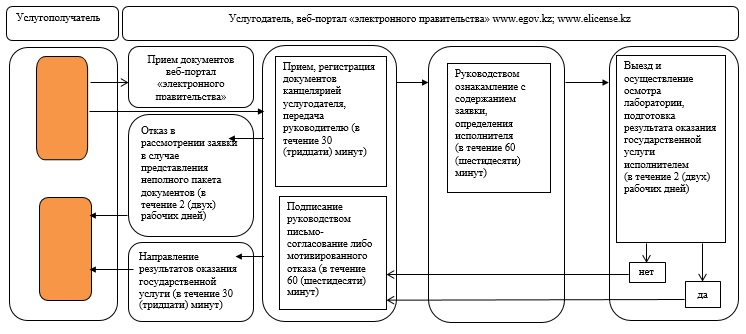 Услугополучатель
Услугодатель, веб-портал «электронного правительства» www.egov.kz; www.elicense.kz
Прием документов
веб-портал
«электронного
правительства»
Отказ в
рассмотрении заявки
в случае
представления
неполного пакета
документов (в
течение 2 (двух)
рабочих дней)
Направление
результатов оказания
государственной
услуги (в течение 30
(тридцати) минут)
Прием, регистрация
документов
канцелярией
услугодателя,
передача
руководителю (в
течение 30
(тридцати) минут)
Подписание
руководством
письмо-
согласование либо
мотивированного
отказа (в течение
60 (шестидесяти)
минут)
Руководством
ознакамление с
содержанием
заявки,
определения
исполнителя
(в течение 60
(шестидесяти)
минут)
Выезд и
осуществление
осмотра
лаборатории,
подготовка
результата оказания
государственной
услуги
исполнителем
(в течение 2 (двух)
рабочих дней)
нет
да